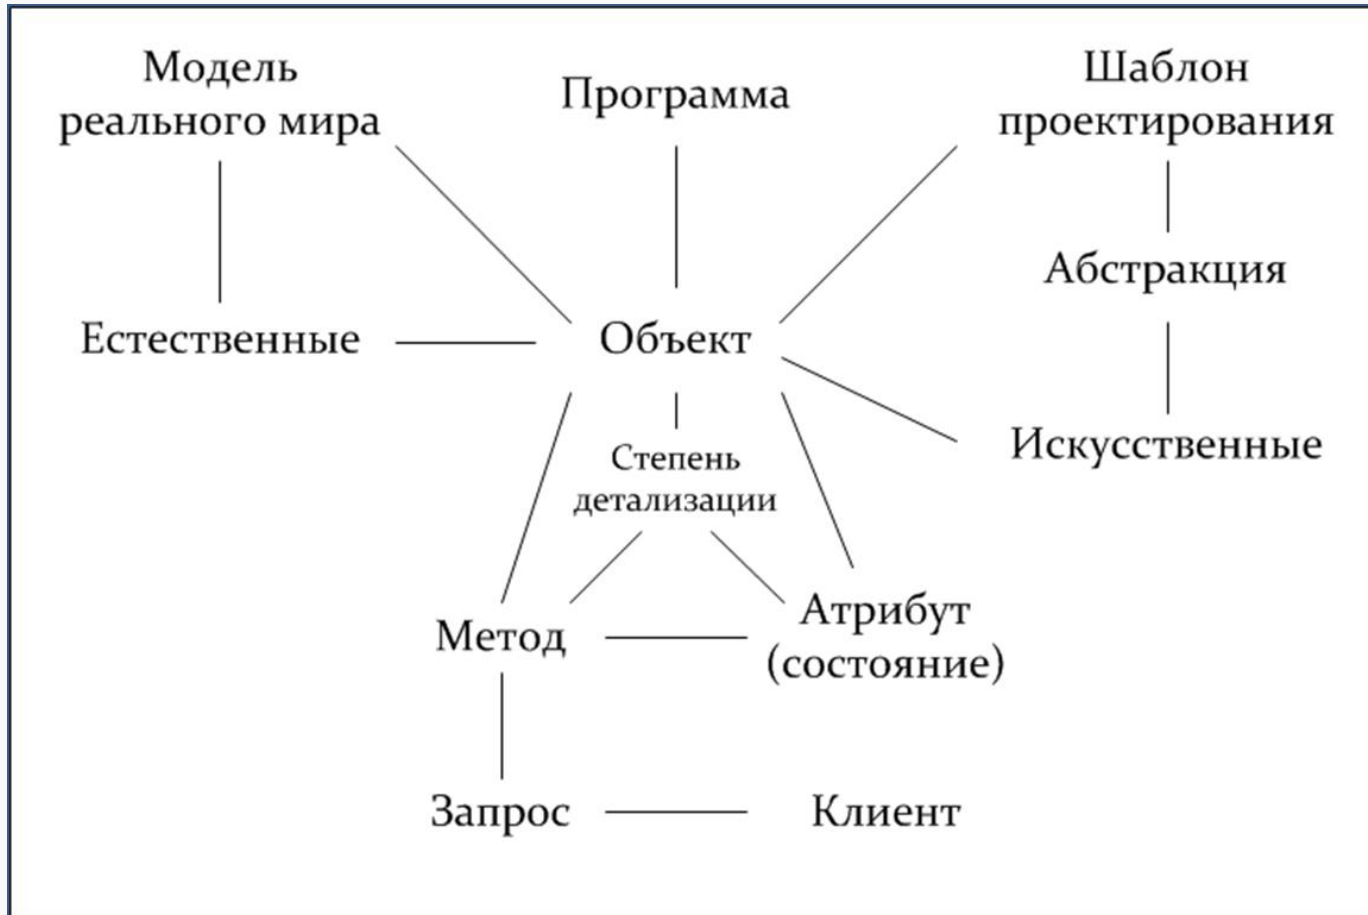 Модель
реального мира
Программа
Шаблон
проектирования
Абстракция
Естественные
Объект
Искусственные
Степень
детализации
Метод
Атрибут
(состояние)
Запрос
Клиент